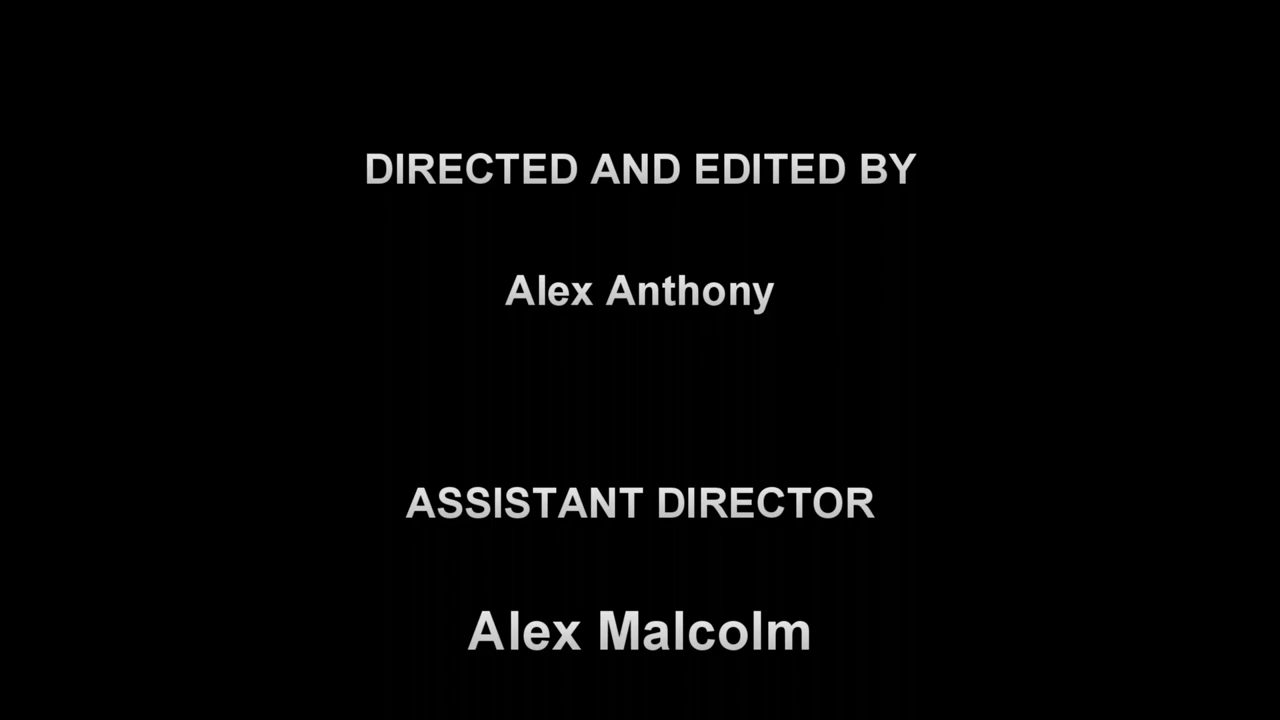 DIRECTED AND EDITED BY
Alex Anthony
ASSISTANT DIRECTOR
Alex Malcolm